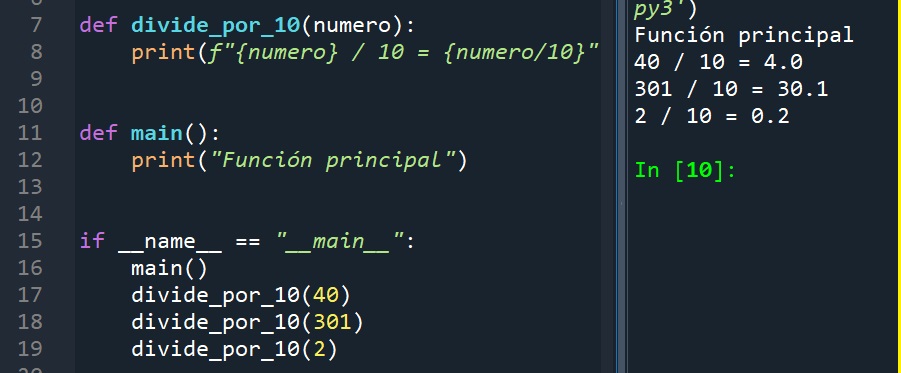 7 def divide_por_10(numero):
8     print(f"{numero} / 10 = {numero/10}"
9
10
11 def main():
12     print("Función principal")
13
14
15 if __name__ == "__main__":
16     main()
17     divide_por_10(40)
18     divide_por_10(301)
19     divide_por_10(2)
py3')
Función principal
40 / 10 = 4.0
301 / 10 = 30.1
2 / 10 = 0.2
In [10]: